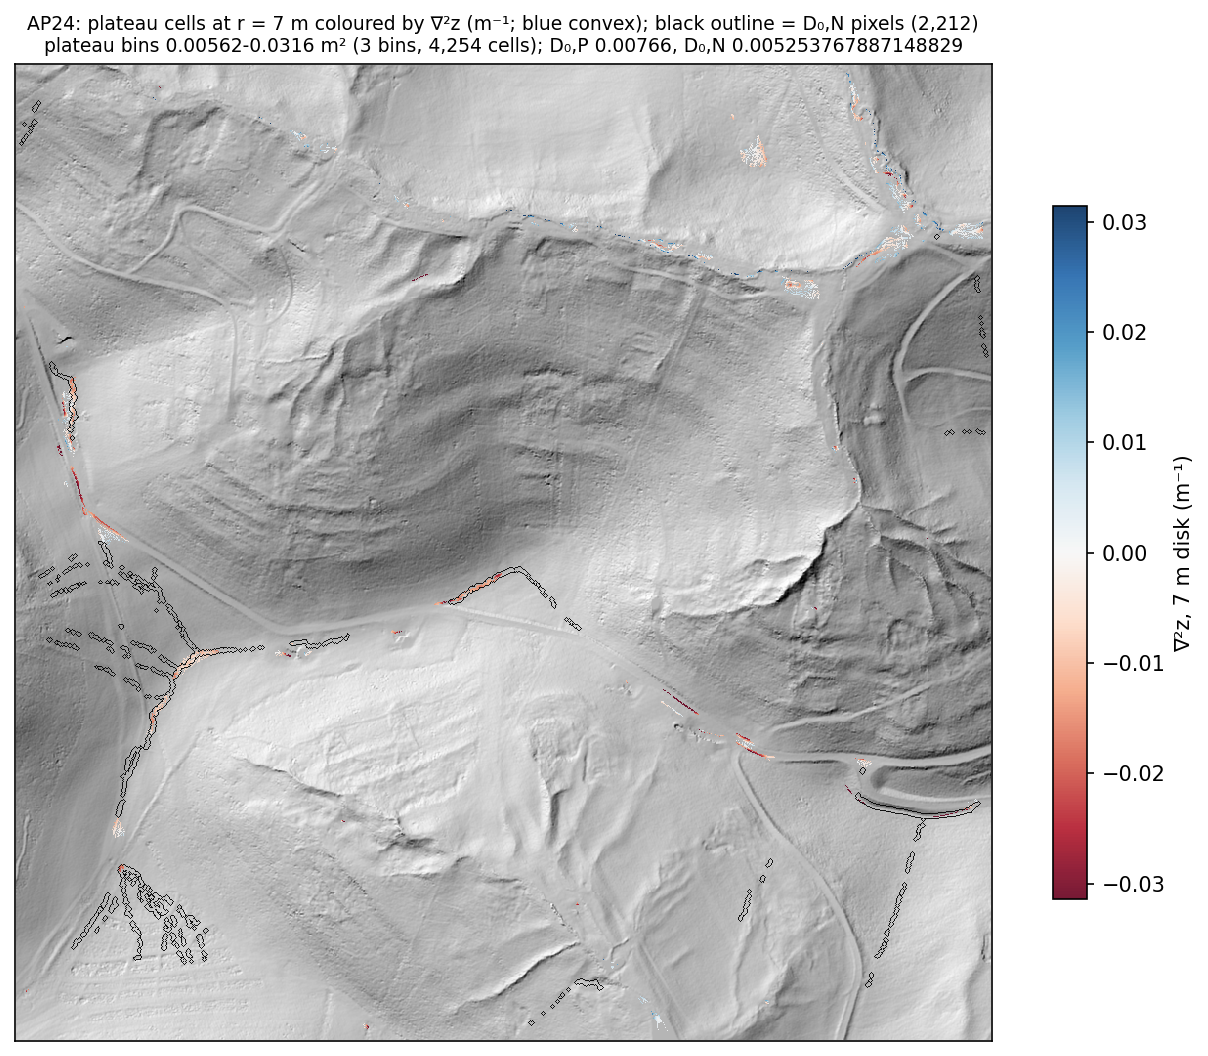 AP24: plateau cells at r = 7 m coloured by ∇²z (m⁻¹; blue convex); black outline = D₀,N pixels (2,212)
plateau bins 0.00562-0.0316 m² (3 bins, 4,254 cells); D₀,P 0.00766, D₀,N 0.005253767887148829
0.03
0.02
0.01
0.00
−0.01
−0.02
−0.03
∇²z, 7 m disk (m⁻¹)